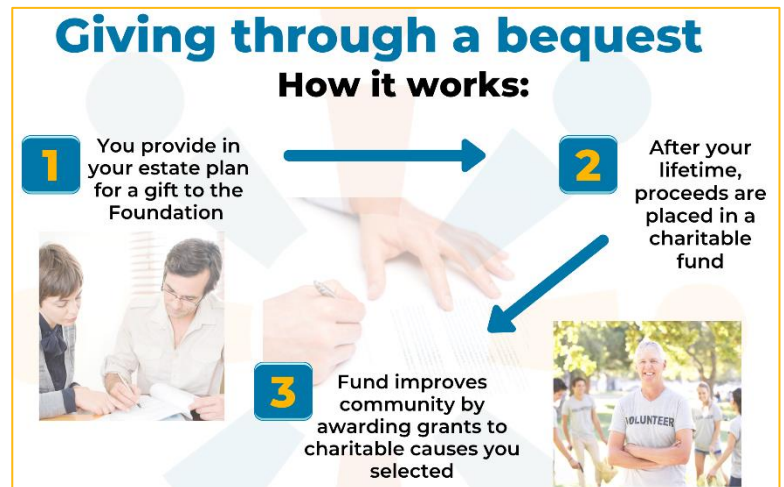 Giving through a bequest
How it works:
1
You provide in
your estate plan
for a gift to the
Foundation
2
After your
lifetime,
proceeds are
placed in a
charitable
fund
3
Fund improves
community by
awarding grants to
charitable causes you
selected
VOLUNTEER